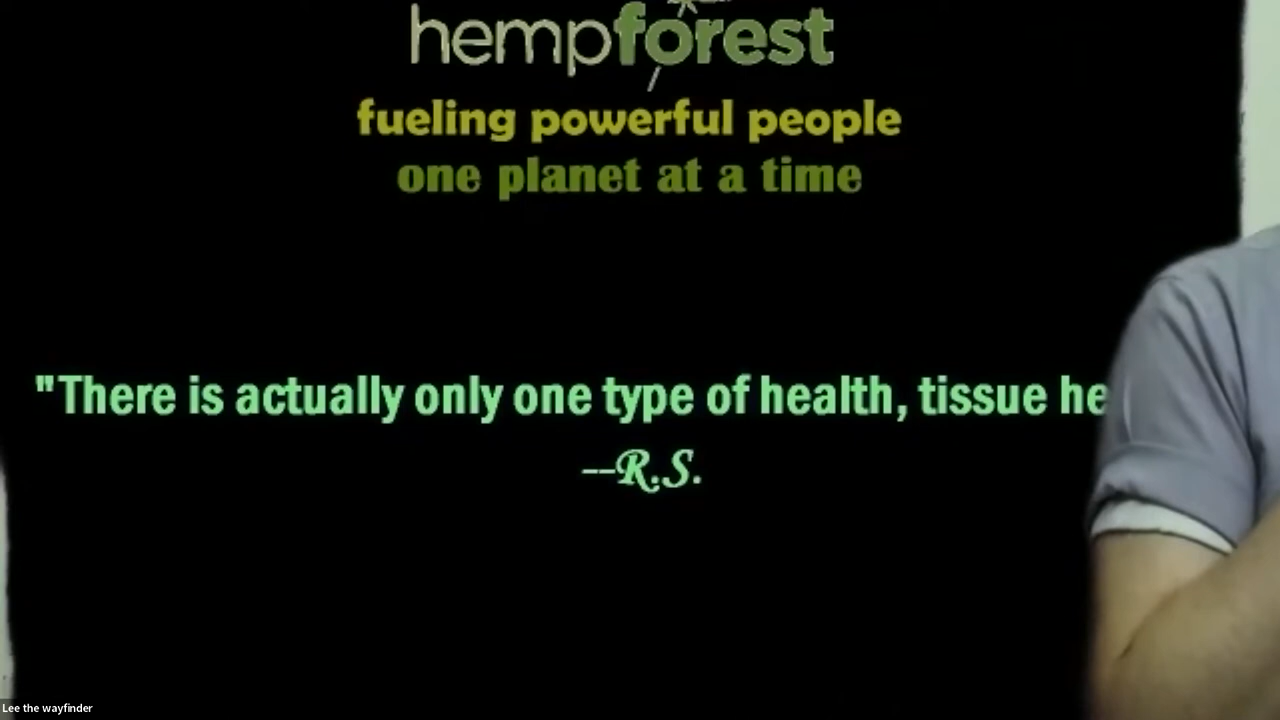 hempforest
fueling powerful people
one planet at a time
"There is actually only one type of health, tissue he
--R.S.
Lee the wayfinder